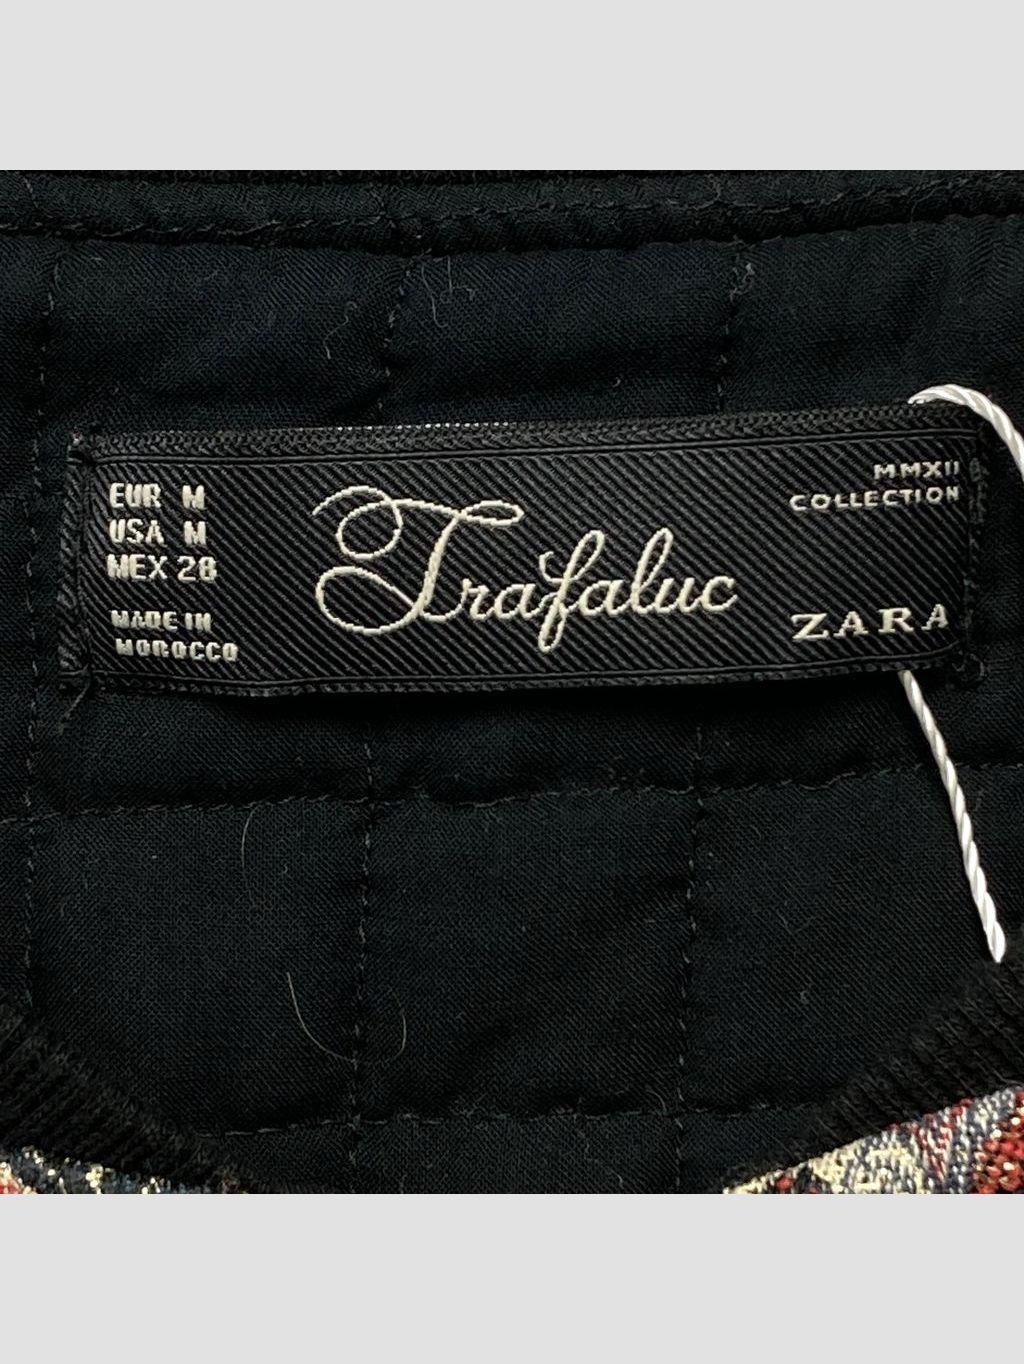 EUR M
USA M
MEX 28
MADE IN
MOROCCO
Trafaluc
MMXII
COLLECTION
ZARA